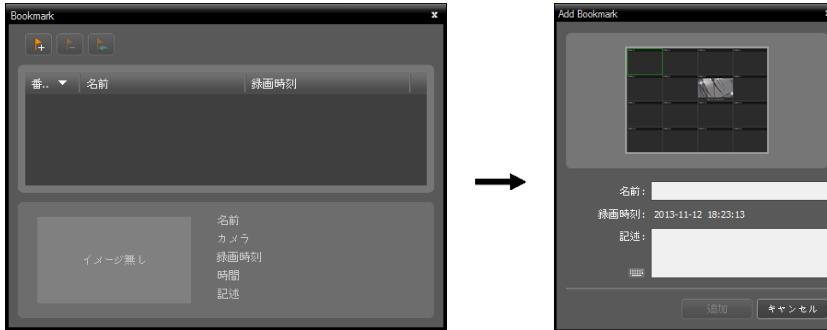 Bookmark x
番.. ▼ 名前 録画時刻
イメージ無し
名前
カメラ
録画時刻
時間
記述
Add Bookmark
名前:
録画時刻: 2013-11-12 18:23:13
記述:
追加 キャンセル